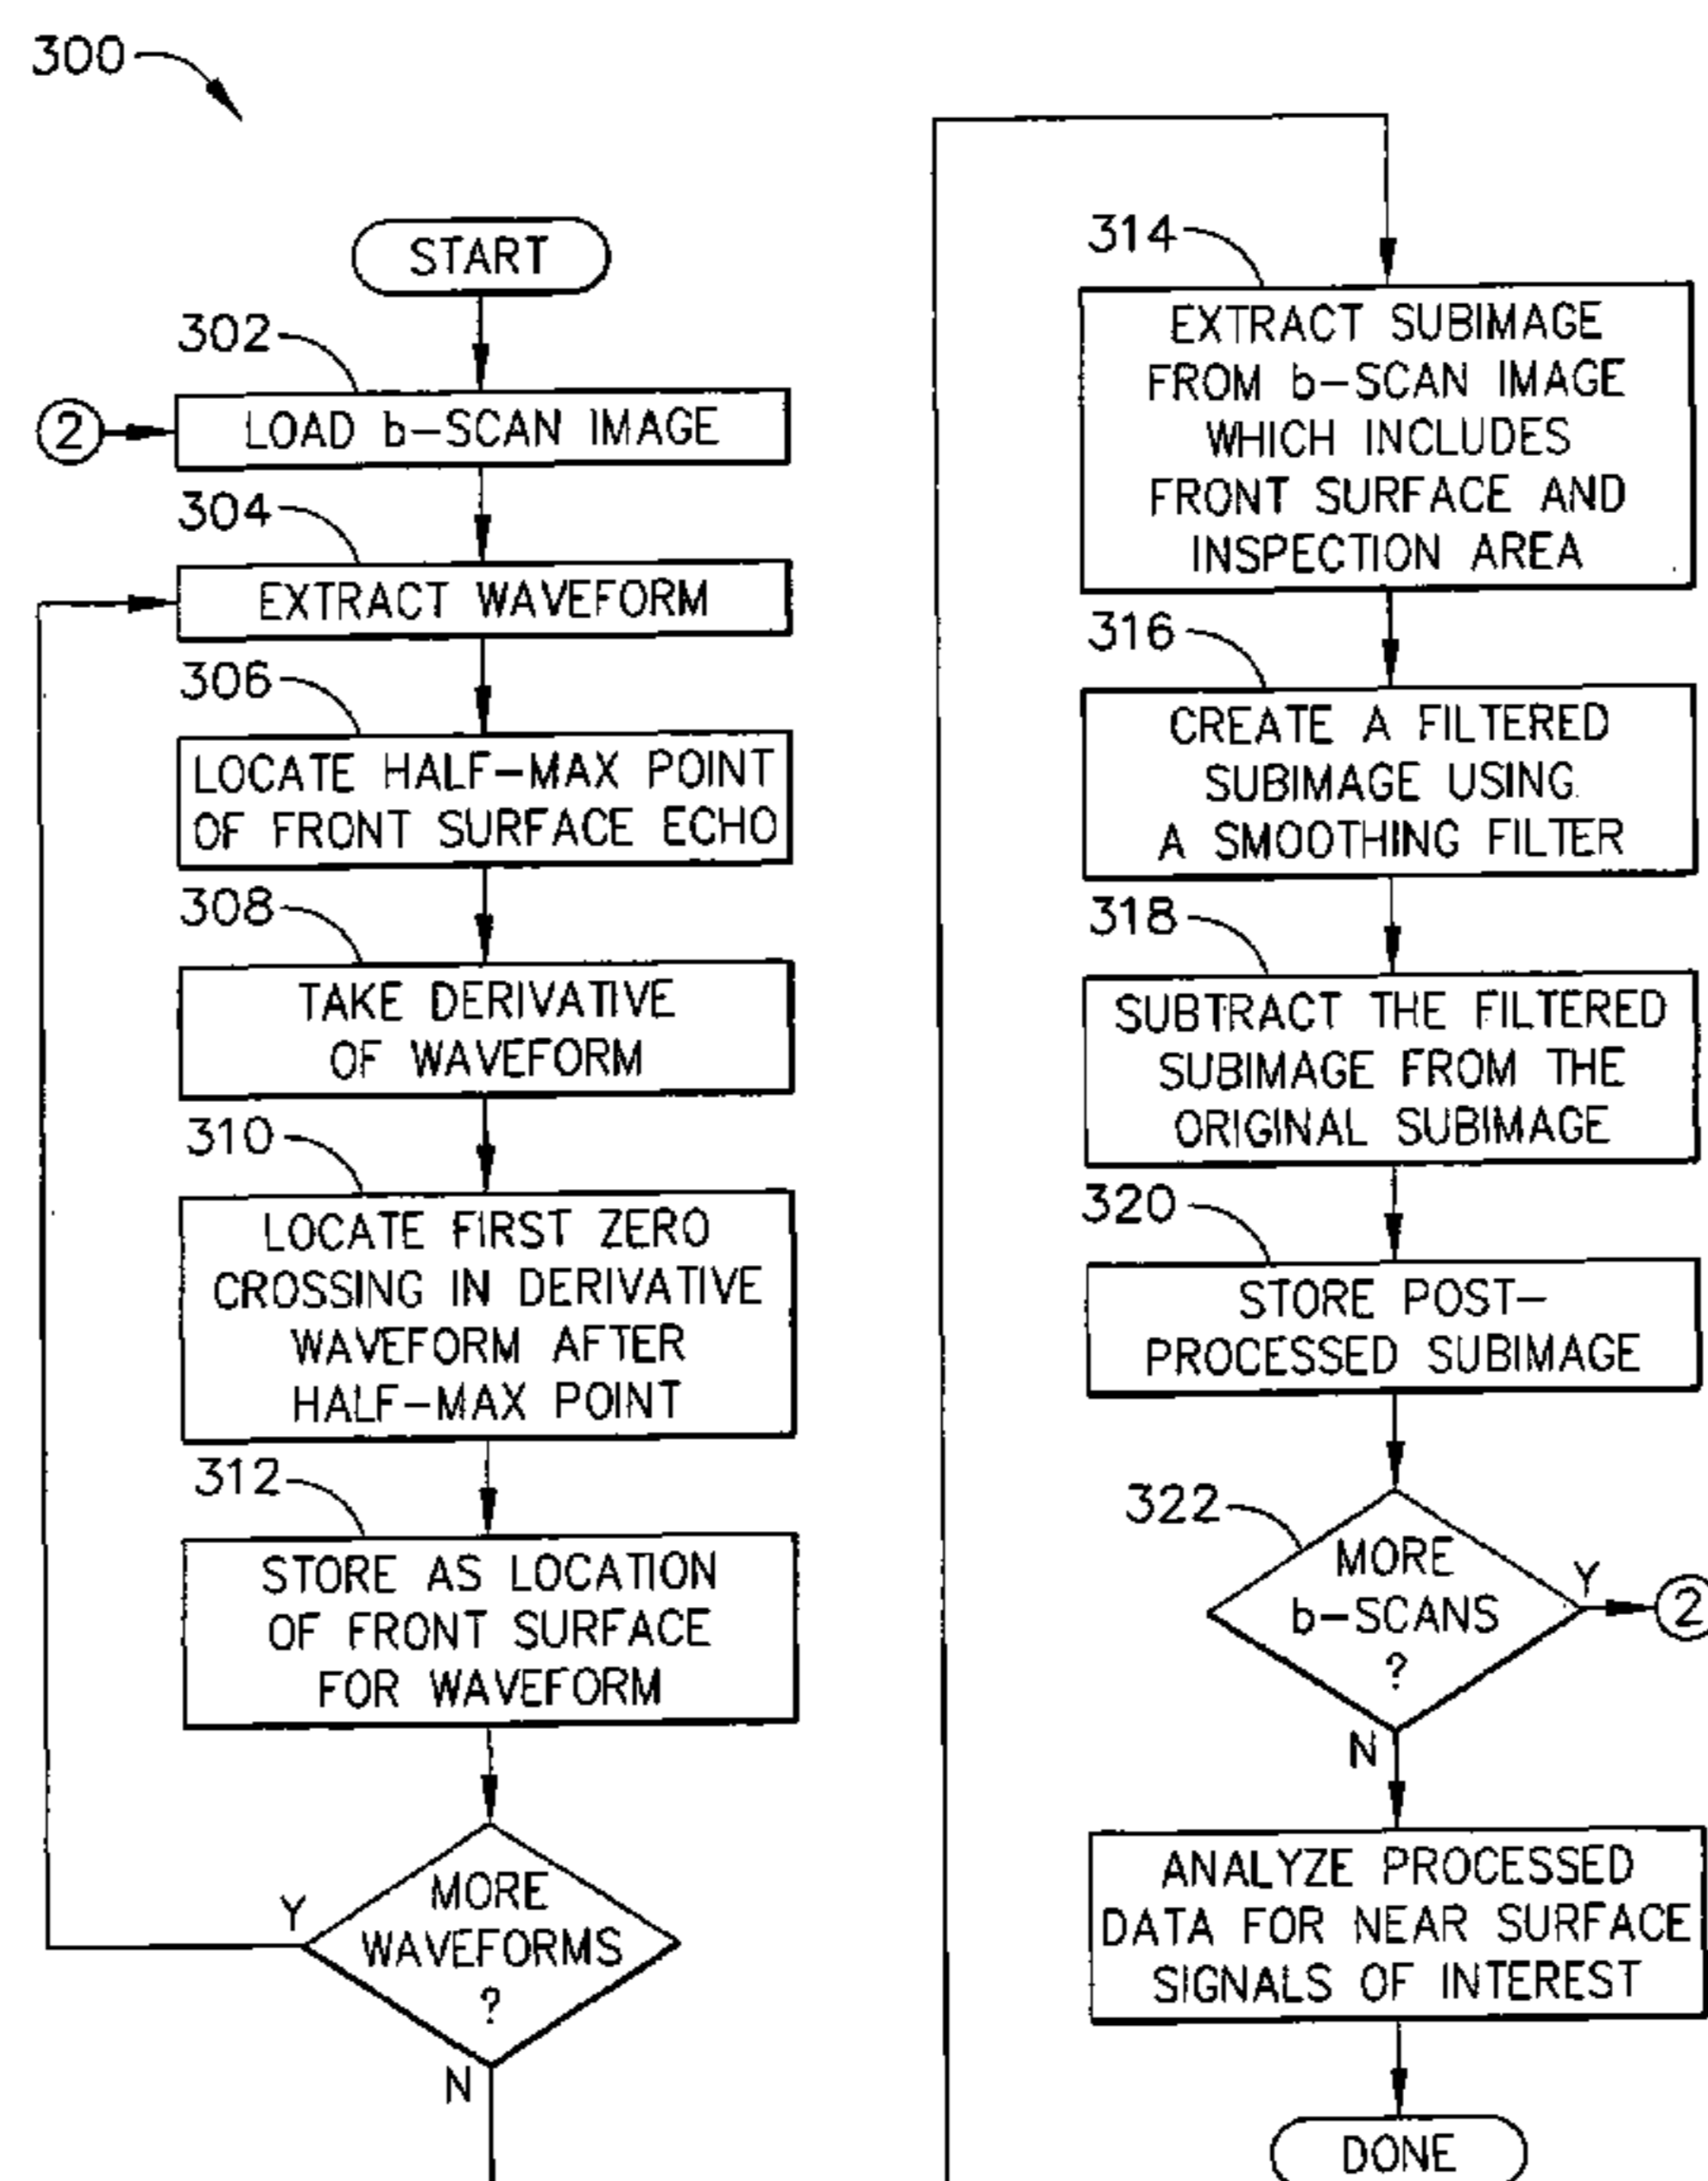 300
START
302
2
LOAD b-SCAN IMAGE
304
EXTRACT WAVEFORM
306
LOCATE HALF-MAX POINT
OF FRONT SURFACE ECHO
308
TAKE DERIVATIVE
OF WAVEFORM
310
LOCATE FIRST ZERO
CROSSING IN DERIVATIVE
WAVEFORM AFTER
HALF-MAX POINT
312
STORE AS LOCATION
OF FRONT SURFACE
FOR WAVEFORM
Y
MORE
WAVEFORMS
?
N
314
EXTRACT SUBIMAGE
FROM b-SCAN IMAGE
WHICH INCLUDES
FRONT SURFACE AND
INSPECTION AREA
316
CREATE A FILTERED
SUBIMAGE USING
A SMOOTHING FILTER
318
SUBTRACT THE FILTERED
SUBIMAGE FROM THE
ORIGINAL SUBIMAGE
320
STORE POST-
PROCESSED SUBIMAGE
322
MORE
b-SCANS
?
Y
2
N
ANALYZE PROCESSED
DATA FOR NEAR SURFACE
SIGNALS OF INTEREST
DONE